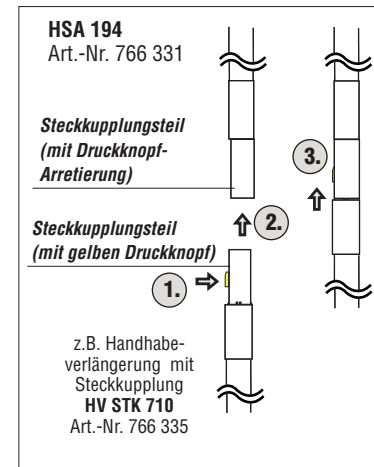 HSA 194
Art.-Nr. 766 331
Steckkupplungsteil
(mit Druckknopf-
Arretierung)
3.
2.
Steckkupplungsteil
(mit gelben Druckknopf)
1.
z.B. Handhabe-
verlängerung mit
Steckkupplung
HV STK 710
Art.-Nr. 766 335